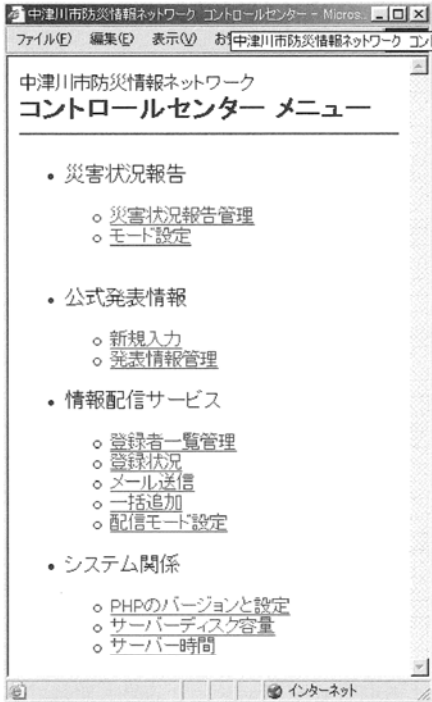 中津川市防災情報ネットワーク コントロールセンター - Micros...
ファイル(F) 編集(E) 表示(V) お
中津川市防災情報ネットワーク コン
中津川市防災情報ネットワーク
コントロールセンター メニュー
• 災害状況報告
○ 災害状況報告管理
○ モード設定
• 公式発表情報
○ 新規入力
○ 発表情報管理
• 情報配信サービス
○ 登録者一覧管理
○ 登録状況
○ メール送信
○ 一括追加
○ 配信モード設定
• システム関係
○ PHPのバージョンと設定
○ サーバーディスク容量
○ サーバー時間
インターネット